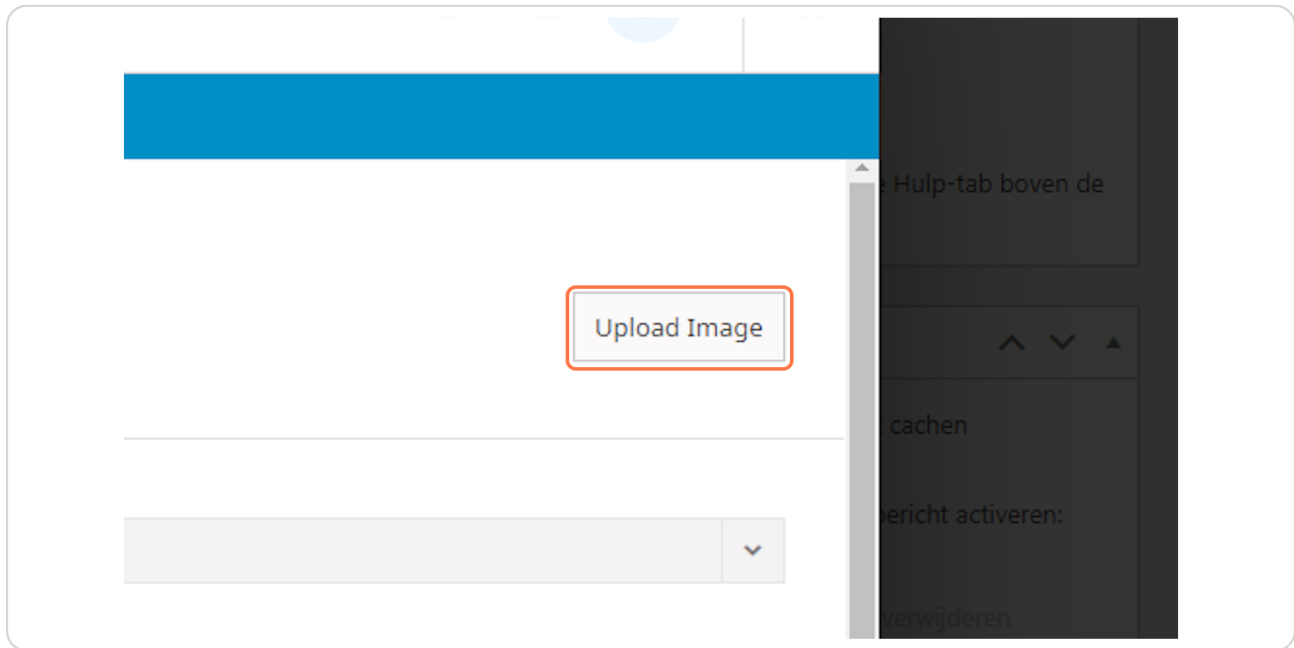 Hulp-tab boven de
Upload Image
cachen
bericht activeren:
verwijderen